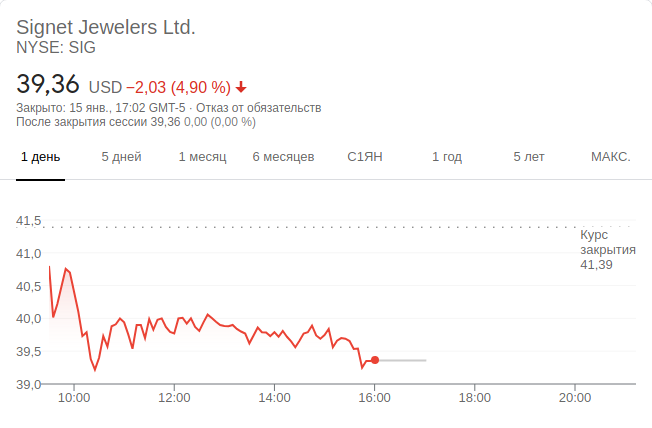 Signet Jewelers Ltd.
NYSE: SIG
39,36 USD −2,03 (4,90 %)
Закрыто: 15 янв., 17:02 GMT-5 · Отказ от обязательств
После закрытия сессии 39,36 0,00 (0,00 %)
1 день 5 дней 1 месяц 6 месяцев С1ЯН 1 год 5 лет МАКС.
41,5
Курс
закрытия
41,39
41,0
40,5
40,0
39,5
39,0
10:00 12:00 14:00 16:00 18:00 20:00